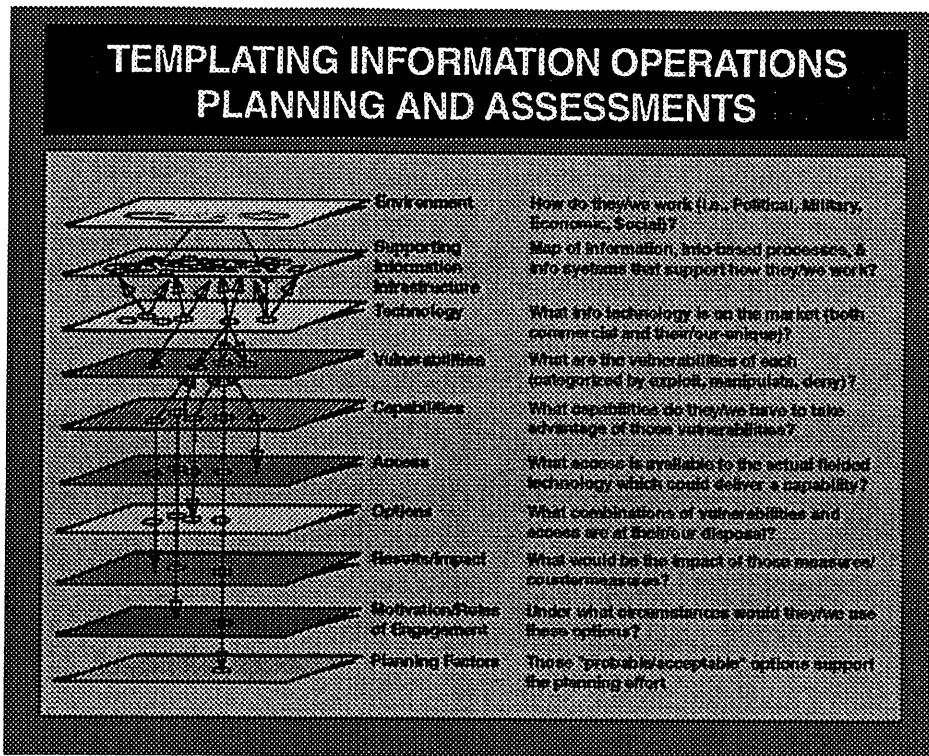 TEMPLATING INFORMATION OPERATIONS
PLANNING AND ASSESSMENTS
Environment
How do they/we work (i.e., Political, Military,
Economic, Social)?
Supporting
Information
Infrastructure
Map of information, info-based processes, &
info systems that support how they/we work?
Technology
What info technology is on the market (both
commercial and their/our-unique)?
Vulnerabilities
What are the vulnerabilities of each
(categorized by exploit, manipulate, deny)?
Capabilities
What capabilities do they/we have to take
advantage of those vulnerabilities?
Access
What access is available to the actual fielded
technology which could deliver a capability?
Options
What combinations of vulnerabilities and
access are at their/our disposal?
Results/Impact
What would be the impact of those measures/
countermeasures?
Motivation/Rules
of Engagement
Under what circumstances would they/we use
these options?
Planning Factors
Those "probable/acceptable" options support
the planning effort